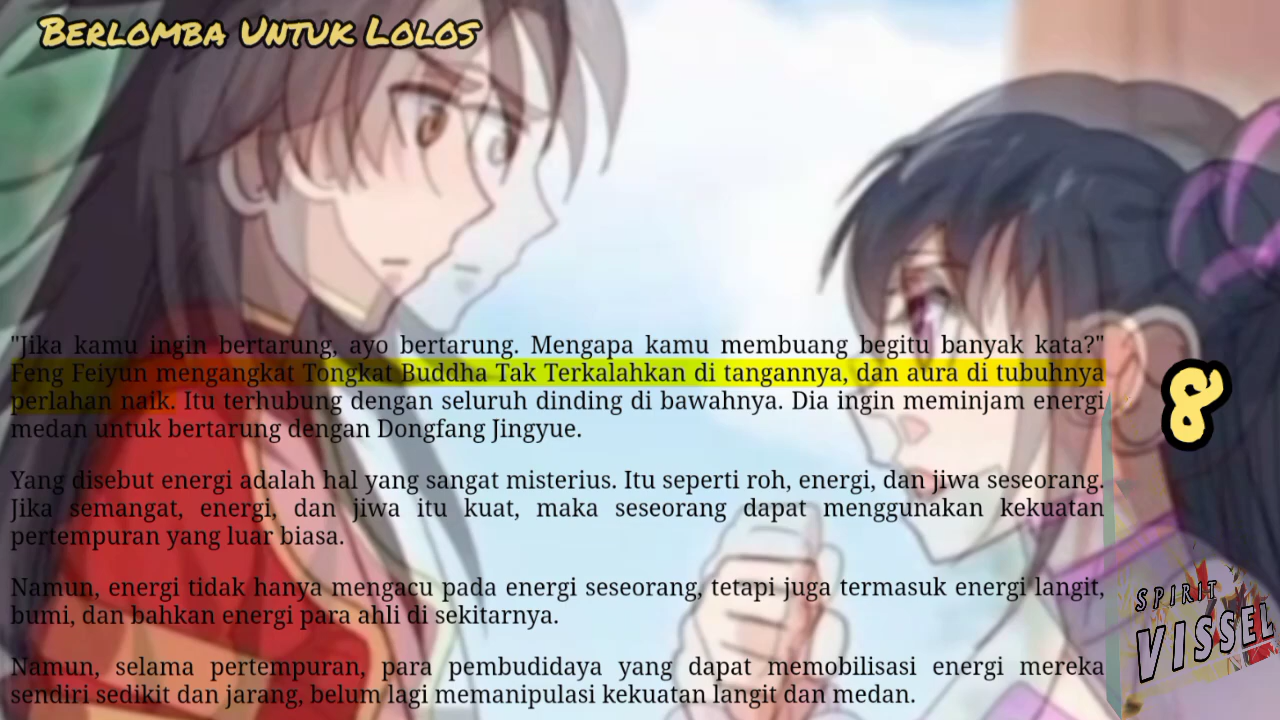 Berlomba Untuk Lolos
"Jika kamu ingin bertarung, ayo bertarung. Mengapa kamu membuang begitu banyak kata?"
Feng Feiyun mengangkat Tongkat Buddha Tak Terkalahkan di tangannya, dan aura di tubuhnya
perlahan naik. Itu terhubung dengan seluruh dinding di bawahnya. Dia ingin meminjam energi
medan untuk bertarung dengan Dongfang Jingyue.
Yang disebut energi adalah hal yang sangat misterius. Itu seperti roh, energi, dan jiwa seseorang.
Jika semangat, energi, dan jiwa itu kuat, maka seseorang dapat menggunakan kekuatan
pertempuran yang luar biasa.
Namun, energi tidak hanya mengacu pada energi seseorang, tetapi juga termasuk energi langit,
bumi, dan bahkan energi para ahli di sekitarnya.
Namun, selama pertempuran, para pembudidaya yang dapat memobilisasi energi mereka
sendiri sedikit dan jarang, belum lagi memanipulasi kekuatan langit dan medan.
8
SPIRIT
VISSEL